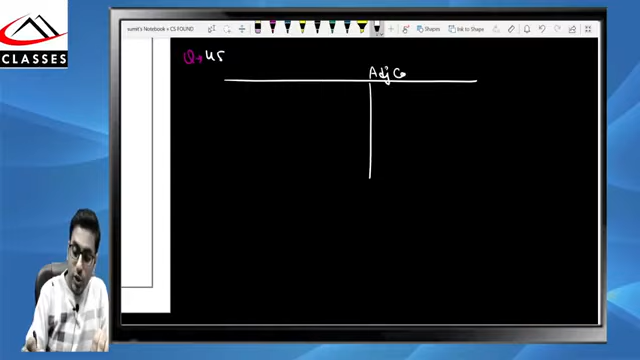 CLASSES
sumit's Notebook » CS FOUND
Shapes
Ink to Shape
Q→ 45
Adj Co